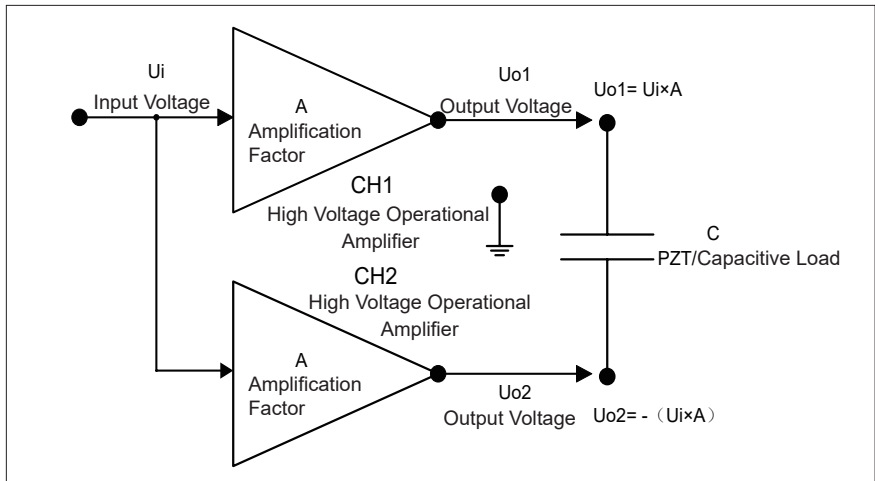 Ui
Input Voltage
A
Amplification
Factor
Uo1
Output Voltage
Uo1= Ui×A
CH1
High Voltage Operational
Amplifier
C
PZT/Capacitive Load
CH2
High Voltage Operational
Amplifier
A
Amplification
Factor
Uo2
Output Voltage
Uo2= -（Ui×A）